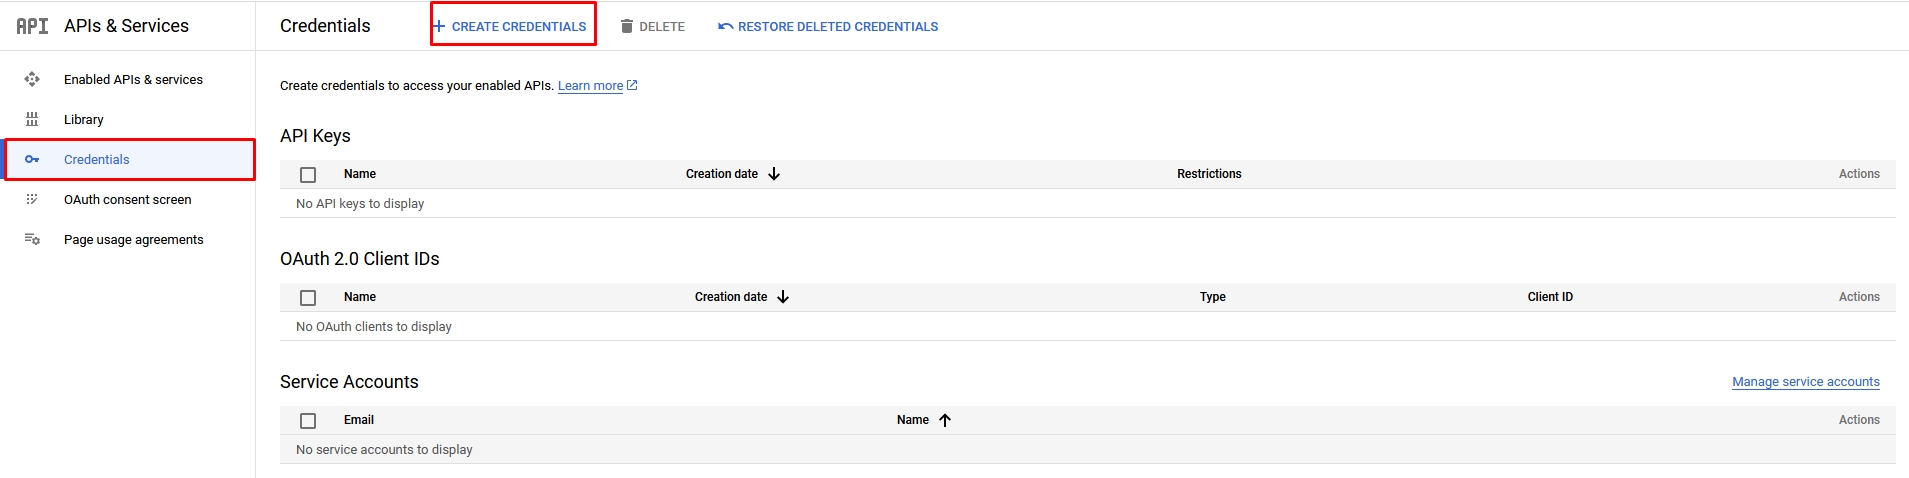 API APIs & Services
Credentials
+ CREATE CREDENTIALS
DELETE
RESTORE DELETED CREDENTIALS
Enabled APIs & services
Library
Credentials
OAuth consent screen
Page usage agreements
Create credentials to access your enabled APIs. Learn more
API Keys
Name Creation date Restrictions Actions
No API keys to display
OAuth 2.0 Client IDs
Name Creation date Type Client ID Actions
No OAuth clients to display
Service Accounts
Manage service accounts
Email Name Actions
No service accounts to display